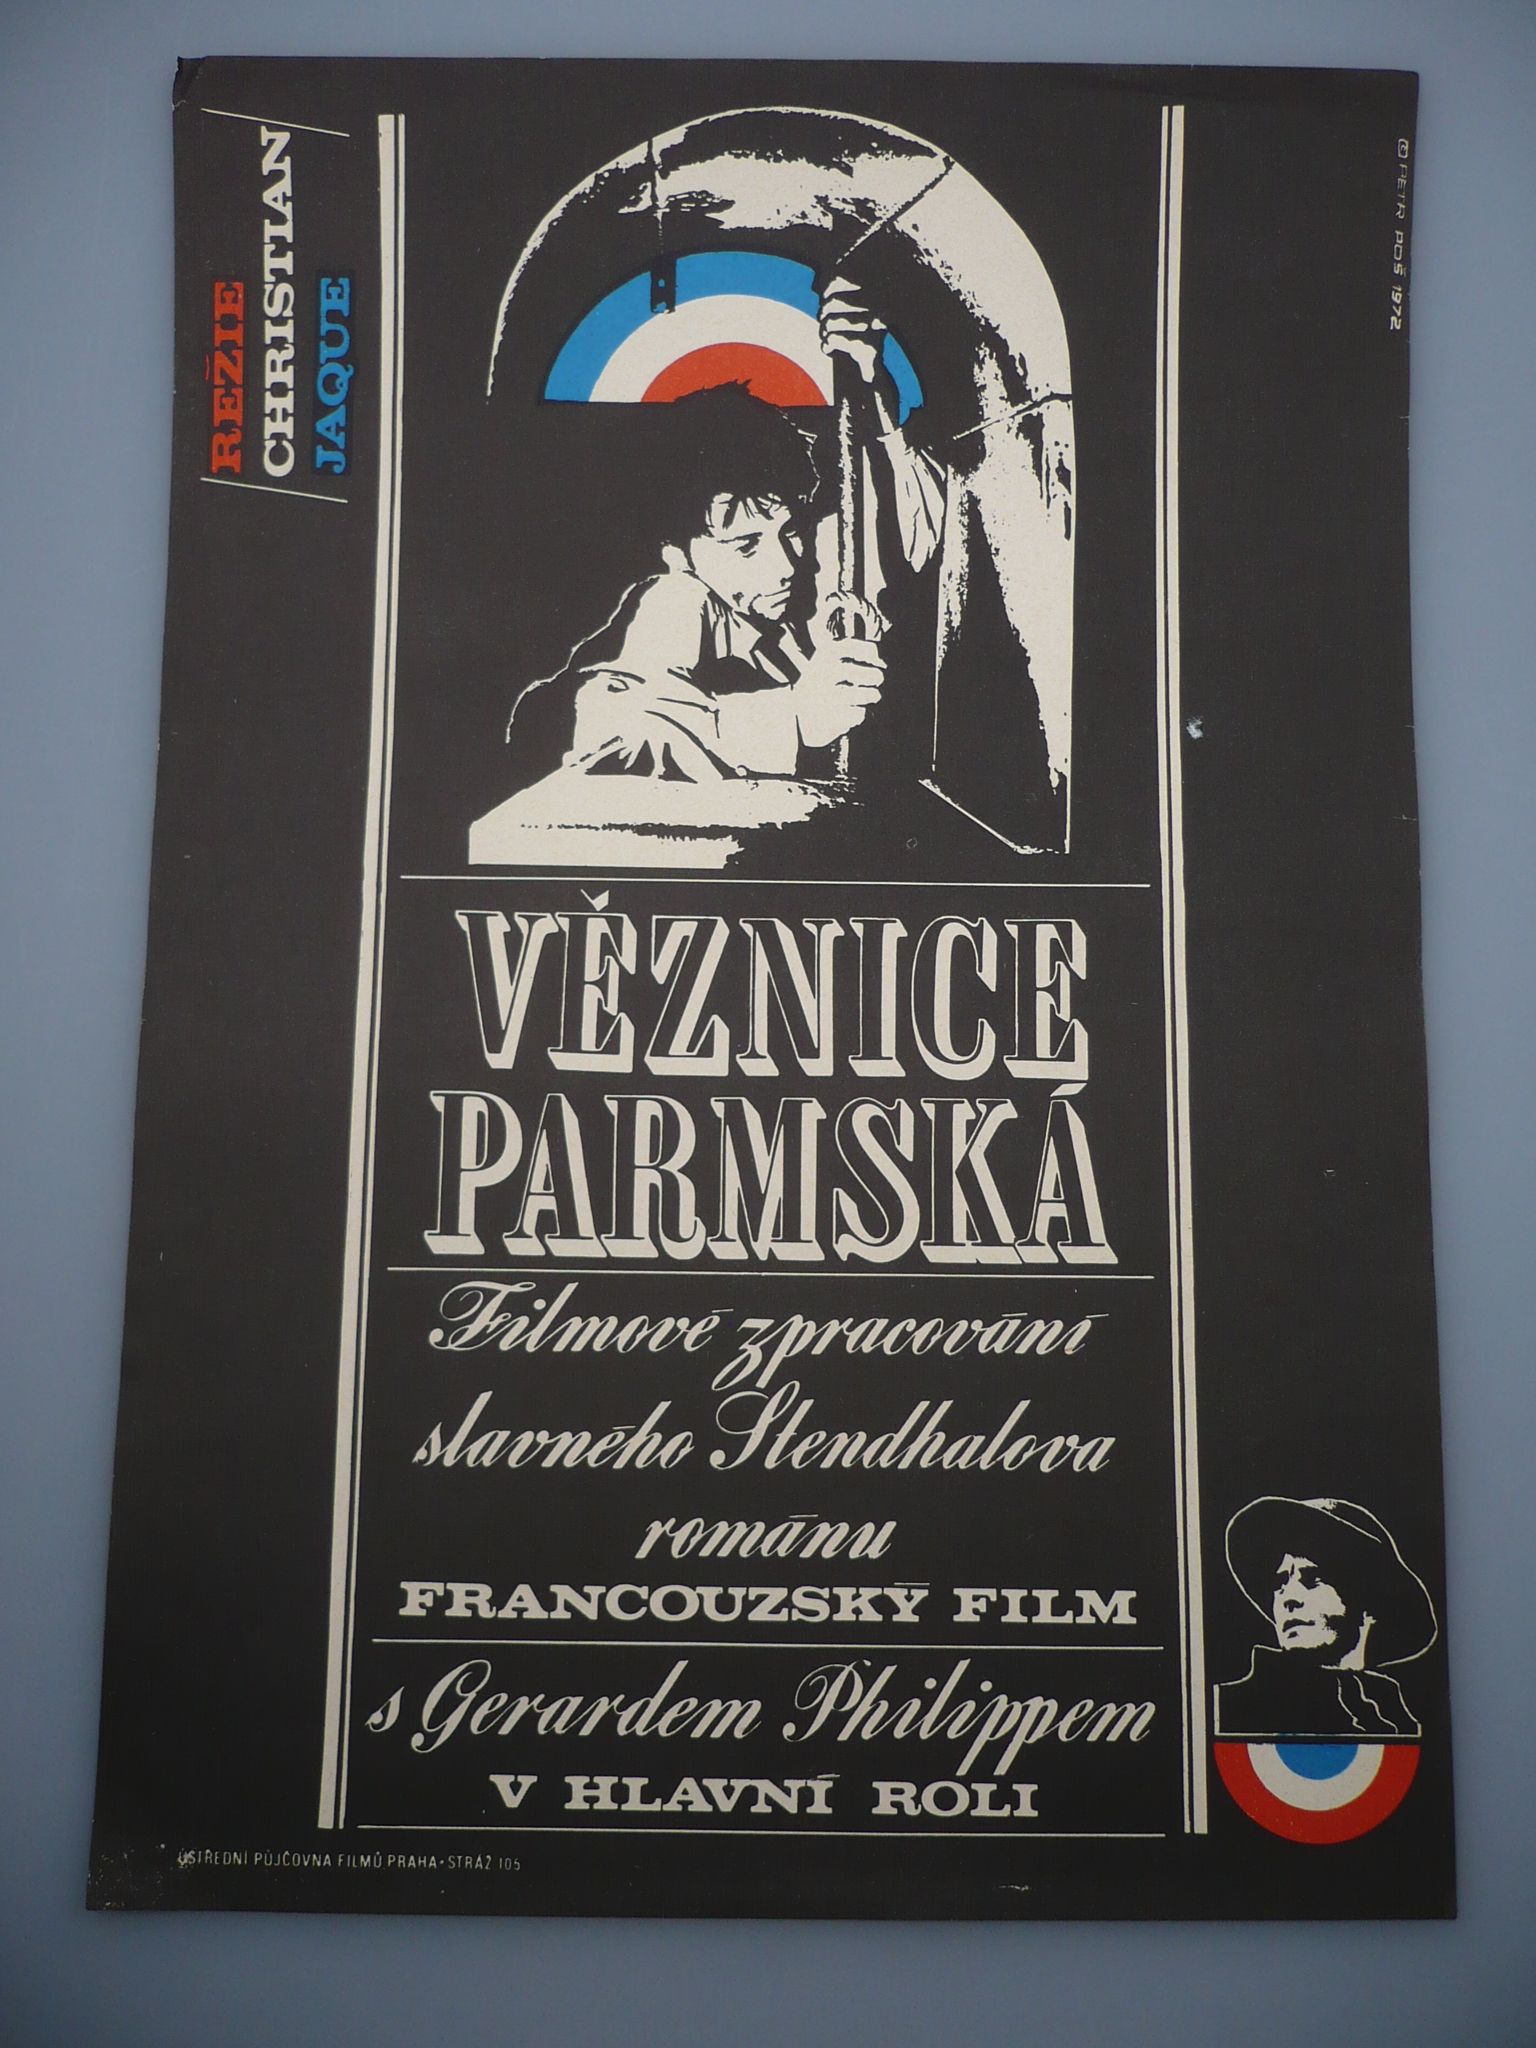 REŽIE
CHRISTIAN
JAQUE
© PETR POŠ 1972
VĚZNICE
PARMSKÁ
Filmové zpracování
slavného Stendhalova
románu
FRANCOUZSKÝ FILM
s Gerardem Philippem
V HLAVNÍ ROLI
ÚSTŘEDNÍ PŮJČOVNA FILMŮ PRAHA • STRÁŽ 105